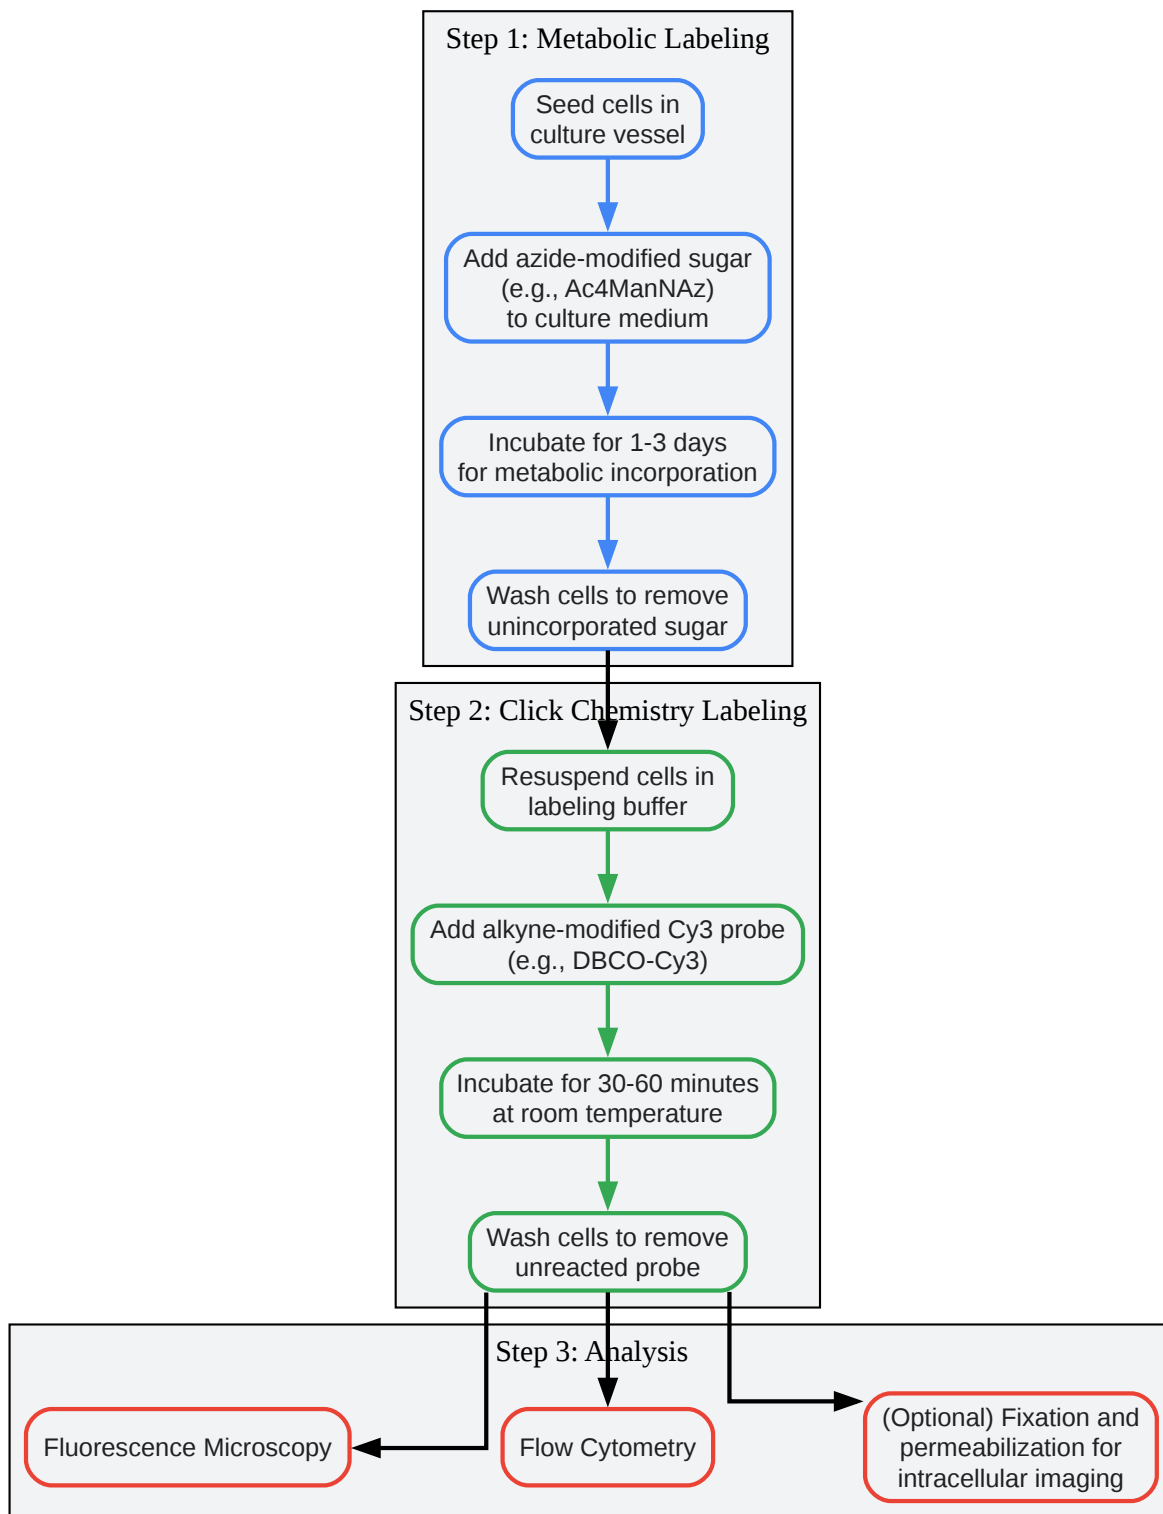 Step 1: Metabolic Labeling
Seed cells in
culture vessel
Add azide-modified sugar
(e.g., Ac4ManNAz)
to culture medium
Incubate for 1-3 days
for metabolic incorporation
Wash cells to remove
unincorporated sugar
Step 2: Click Chemistry Labeling
Resuspend cells in
labeling buffer
Add alkyne-modified Cy3 probe
(e.g., DBCO-Cy3)
Incubate for 30-60 minutes
at room temperature
Wash cells to remove
unreacted probe
Step 3: Analysis
Fluorescence Microscopy
Flow Cytometry
(Optional) Fixation and
permeabilization for
intracellular imaging